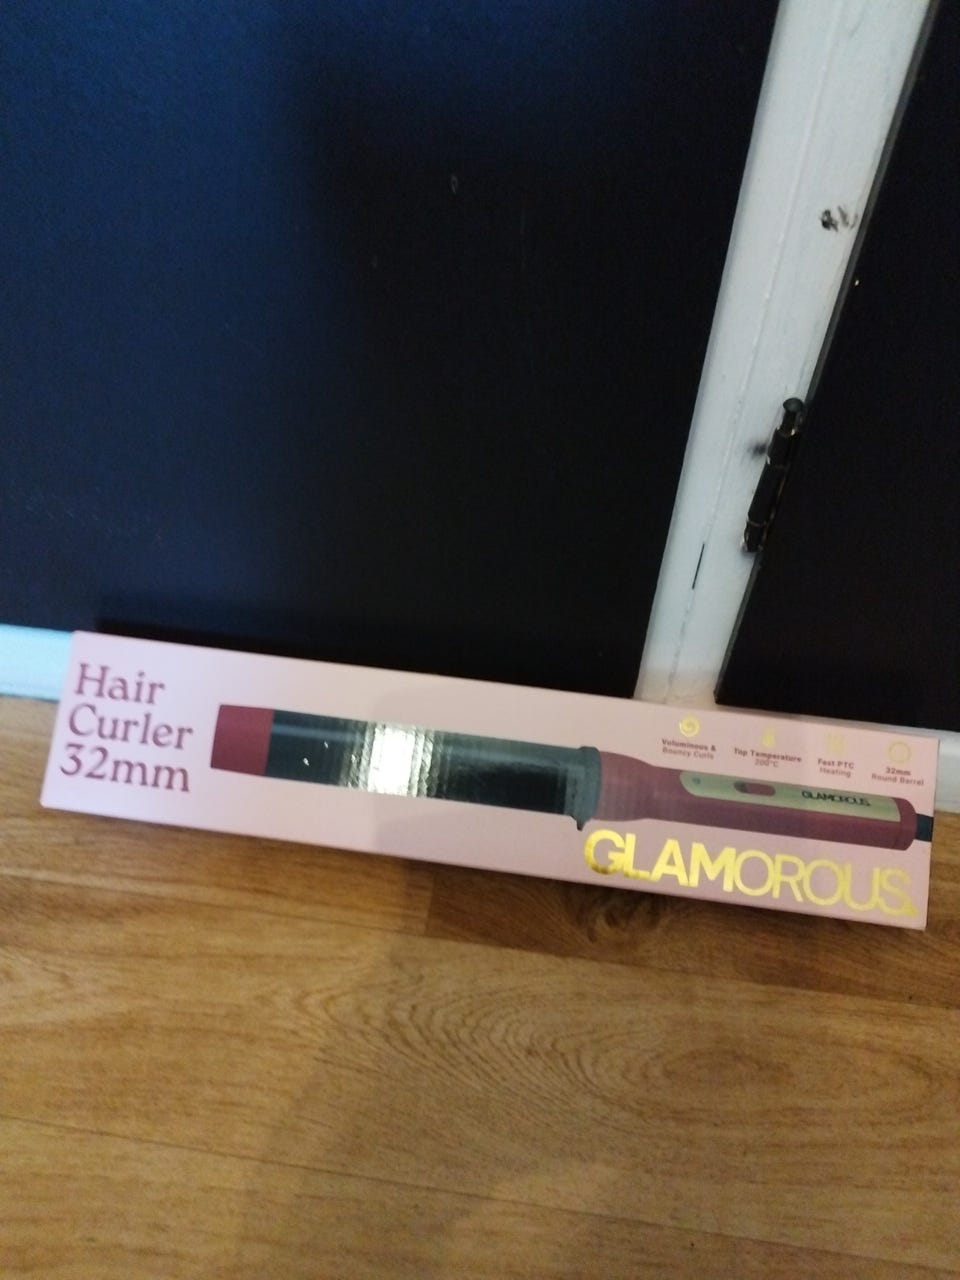 Hair
Curler
32mm
Voluminous &
Bouncy Curls
Top Temperature
200°C
Fast PTC
Heating
32mm
Round Barrel
GLAMOROUS
GLAMOROUS.